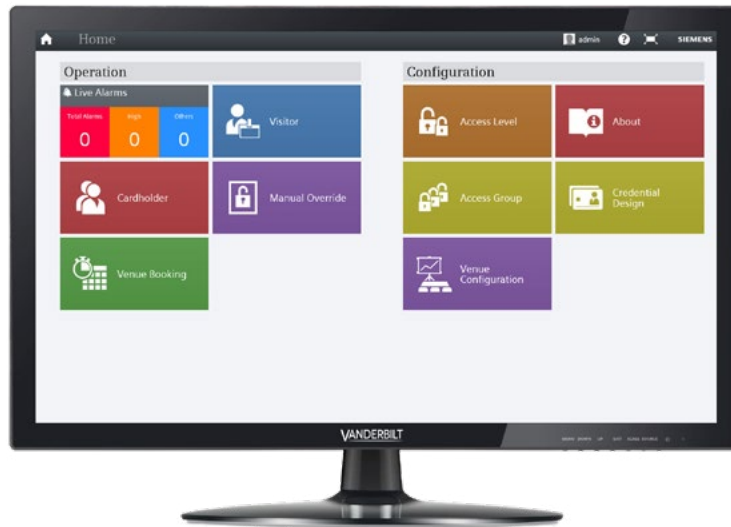 Home
admin
?
SIEMENS
Operation
Configuration
Live Alarms
Total Alarms
High
Others
0
0
0
Visitor
Cardholder
Manual Override
Venue Booking
Access Level
About
Access Group
Credential
Design
Venue
Configuration
VANDERBILT